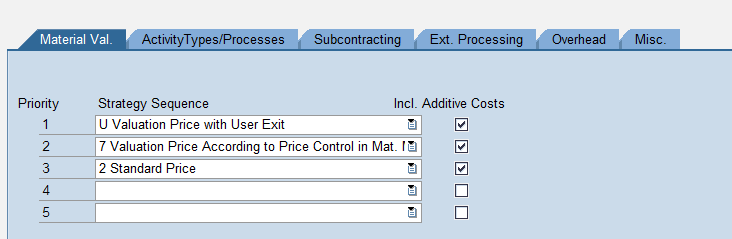 Material Val. ActivityTypes/Processes Subcontracting Ext. Processing Overhead Misc.
Priority Strategy Sequence Incl. Additive Costs
1 U Valuation Price with User Exit
2 7 Valuation Price According to Price Control in Mat.
3 2 Standard Price
4
5